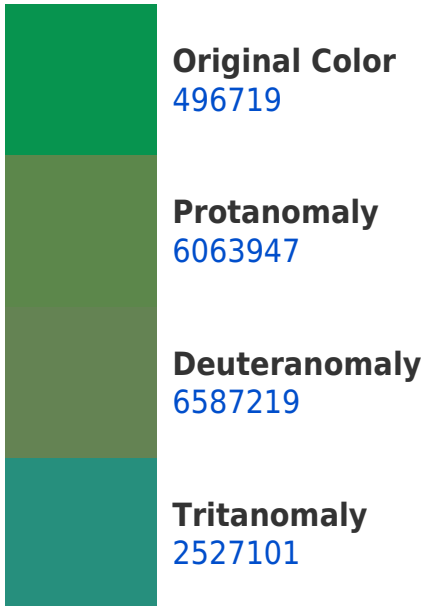 Original Color
496719
Protanomaly
6063947
Deuteranomaly
6587219
Tritanomaly
2527101